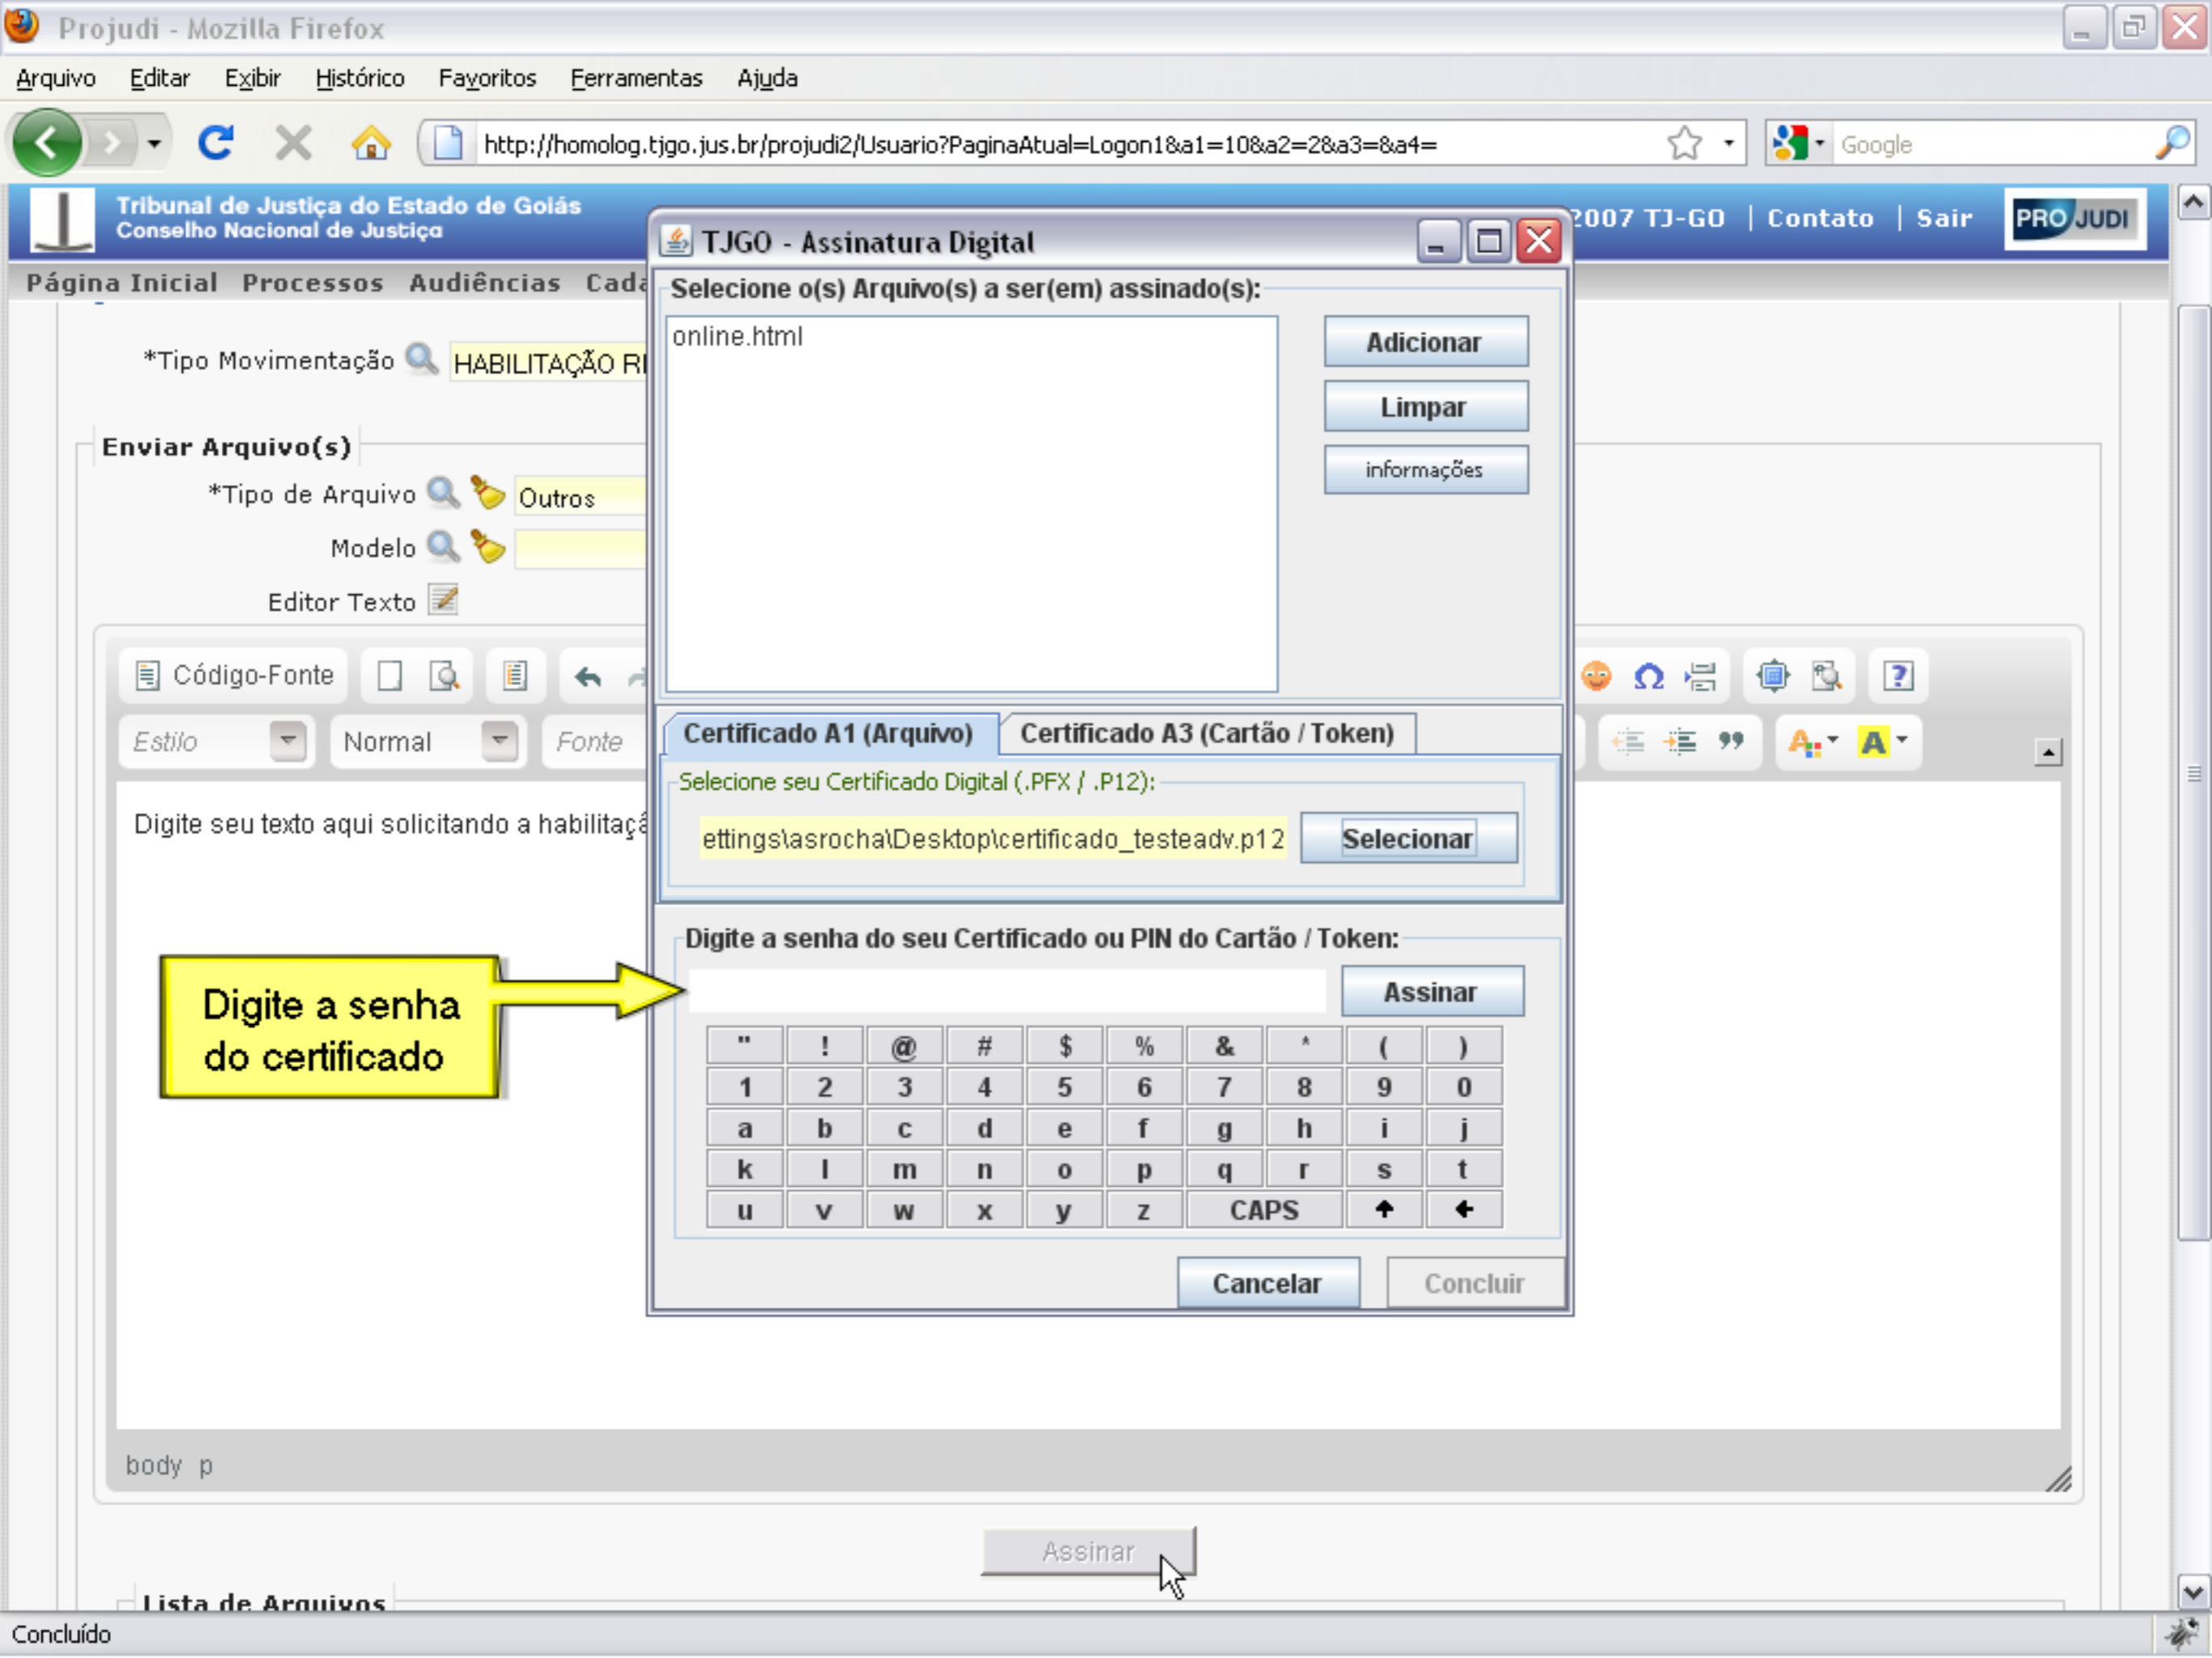 Projudi - Mozilla Firefox
Arquivo Editar Exibir Histórico Favoritos Ferramentas Ajuda
http://homolog.tjgo.jus.br/projudi2/Usuario?PaginaAtual=Logon1&a1=10&a2=2&a3=&a4=
Google
Tribunal de Justiça do Estado de Goiás
Conselho Nacional de Justiça
2007 TJ-GO | Contato | Sair
PROJUDI
Página Inicial Processos Audiências
*Tipo Movimentação HABILITAÇÃO
Enviar Arquivo(s)
*Tipo de Arquivo Outros
Modelo
Editor Texto
Código-Fonte
Estilo Normal Fonte
Digite seu texto aqui solicitando a
body p
Assinar
Lista de Arquivos
Concluído
Digite a senha
do certificado
TJGO - Assinatura Digital
Selecione o(s) Arquivo(s) a ser(em) assinado(s):
online.html
Adicionar
Limpar
informações
Certificado A1 (Arquivo) Certificado A3 (Cartão / Token)
Selecione seu Certificado Digital (.PFX / .P12):
ettings\asrocha\Desktop\certificado_testeadv.p12 Selecionar
Digite a senha do seu Certificado ou PIN do Cartão / Token:
Assinar
" ! @ # $ % & * ( )
1 2 3 4 5 6 7 8 9 0
a b c d e f g h i j
k l m n o p q r s t
u v w x y z CAPS
Cancelar Concluir